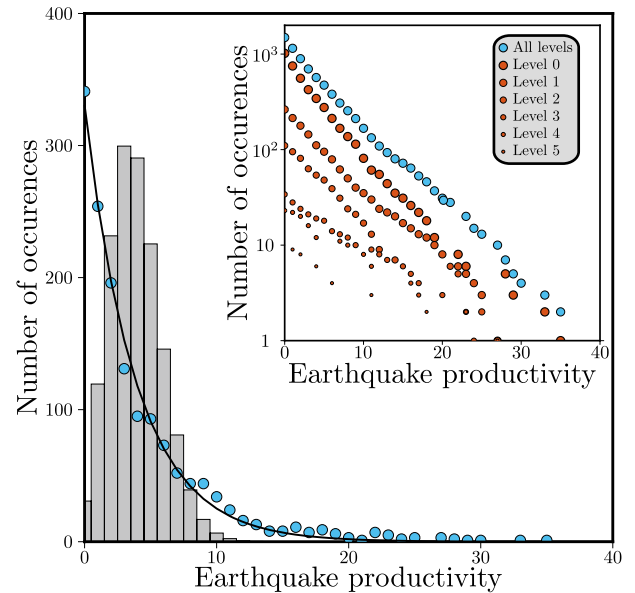 400
300
200
100
0
0
10
20
30
40
Number of occurences
Earthquake productivity
10³
10²
10
1
0
10
20
30
40
Number of occurences
Earthquake productivity
All levels
Level 0
Level 1
Level 2
Level 3
Level 4
Level 5